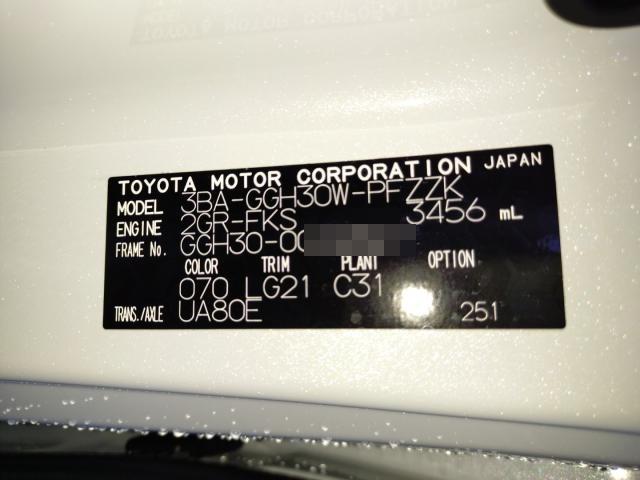 TOYOTA MOTOR CORPORATION JAPAN
MODEL 3BA-GGH30W-PFZZK
ENGINE 2GR-FKS 3456 mL
FRAME No. GGH30-00
COLOR TRIM PLANT OPTION
070 LG21 C31
TRANS./AXLE UA80E 251